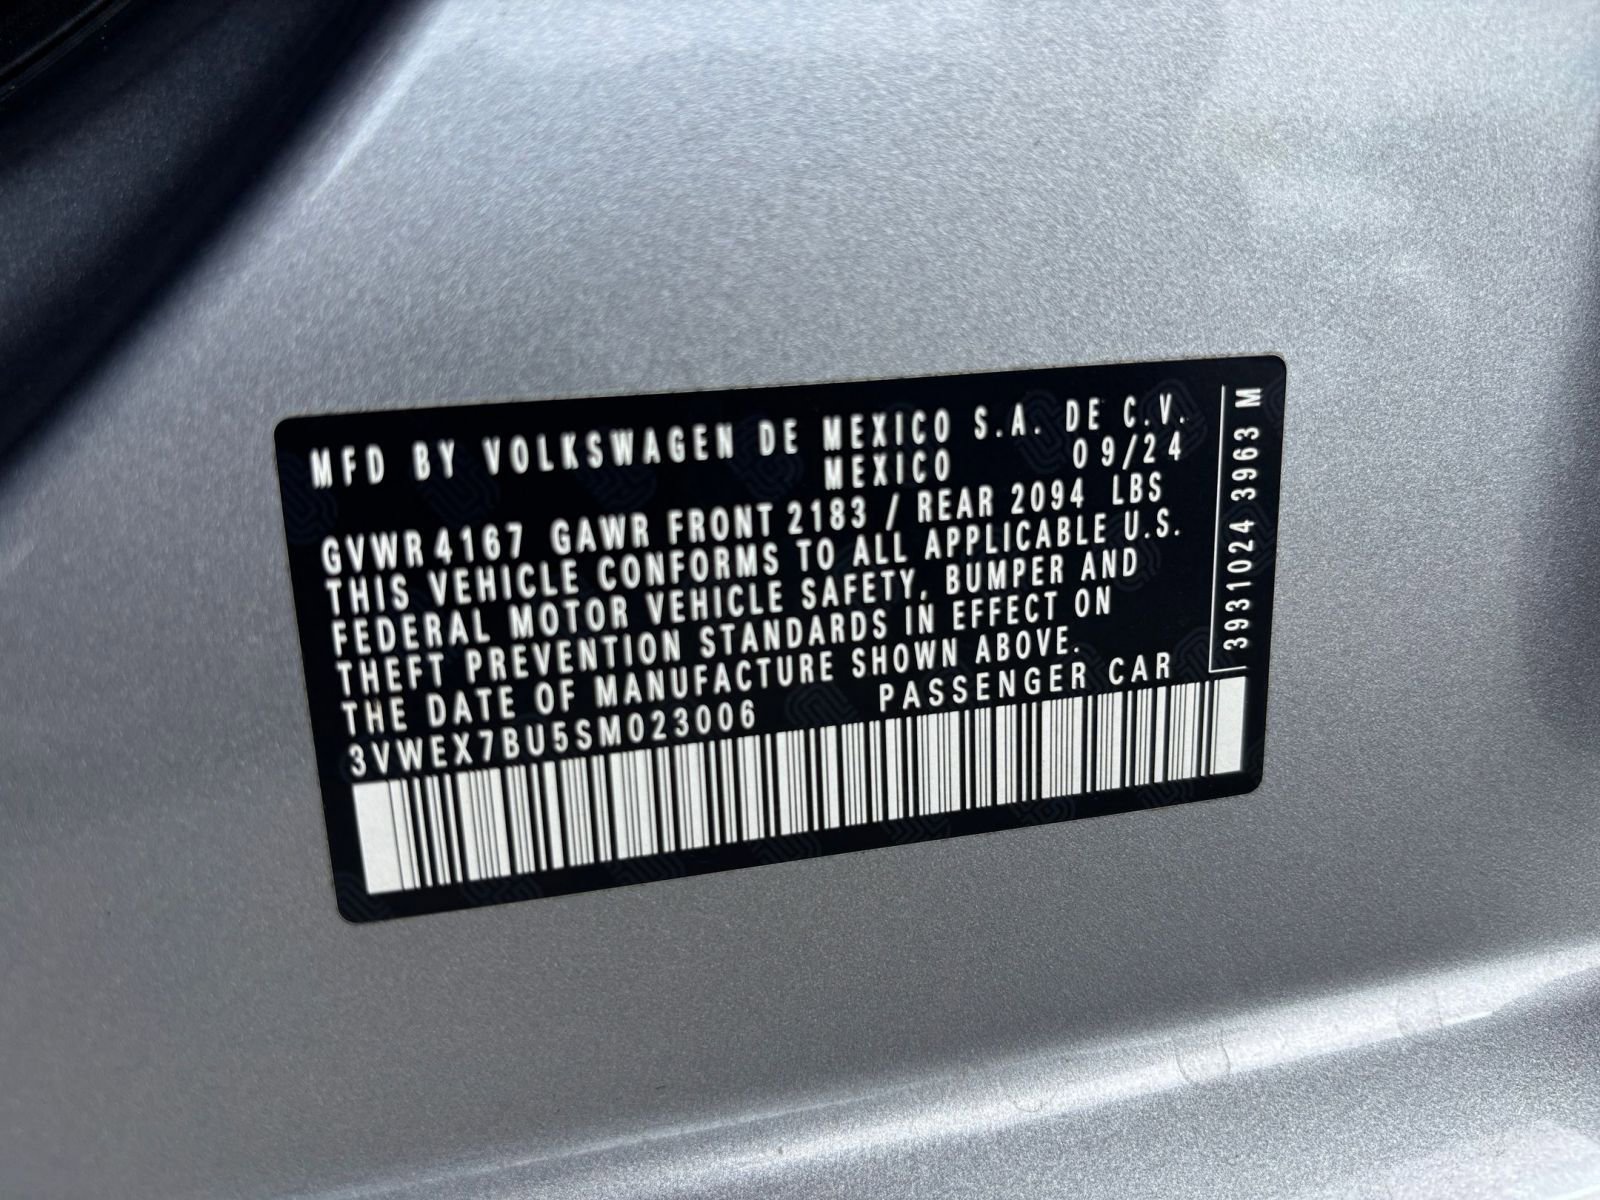 MFD BY VOLKSWAGEN DE MEXICO S.A. DE C.V.
MEXICO 09/24
GVWR 4167 GAWR FRONT 2183 / REAR 2094 LBS
THIS VEHICLE CONFORMS TO ALL APPLICABLE U.S.
FEDERAL MOTOR VEHICLE SAFETY, BUMPER AND
THEFT PREVENTION STANDARDS IN EFFECT ON
THE DATE OF MANUFACTURE SHOWN ABOVE.
3VWEX7BU5SM023006 PASSENGER CAR
3931024 3963 M